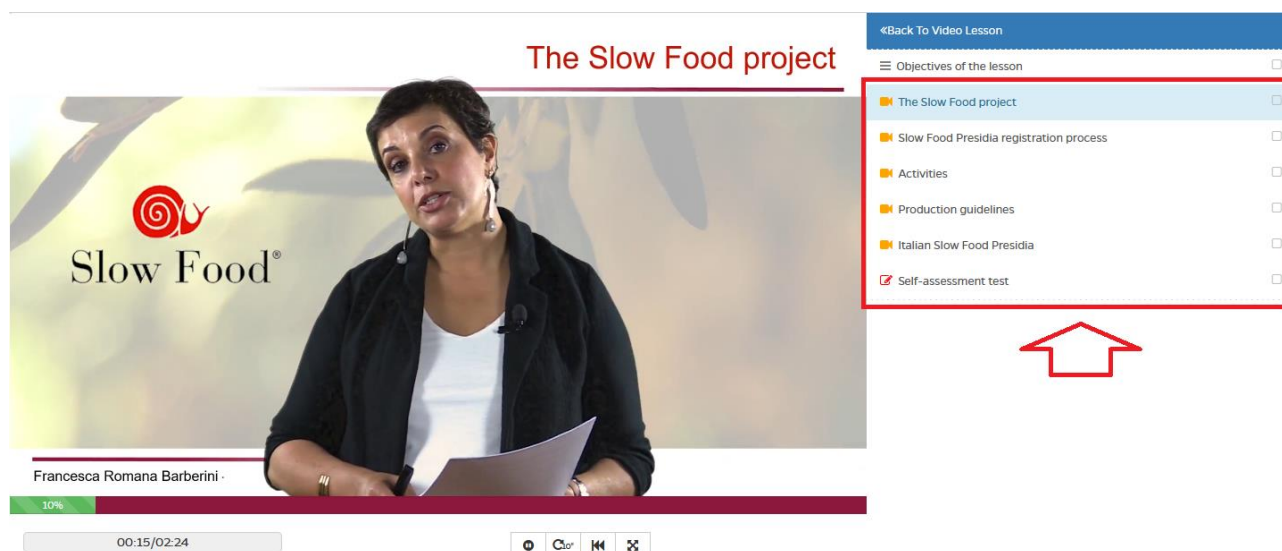 The Slow Food project
Slow Food®
Francesca Romana Barberini
10%
00:15/02:24
10"
«Back To Video Lesson
Objectives of the lesson
The Slow Food project
Slow Food Presidia registration process
Activities
Production guidelines
Italian Slow Food Presidia
Self-assessment test